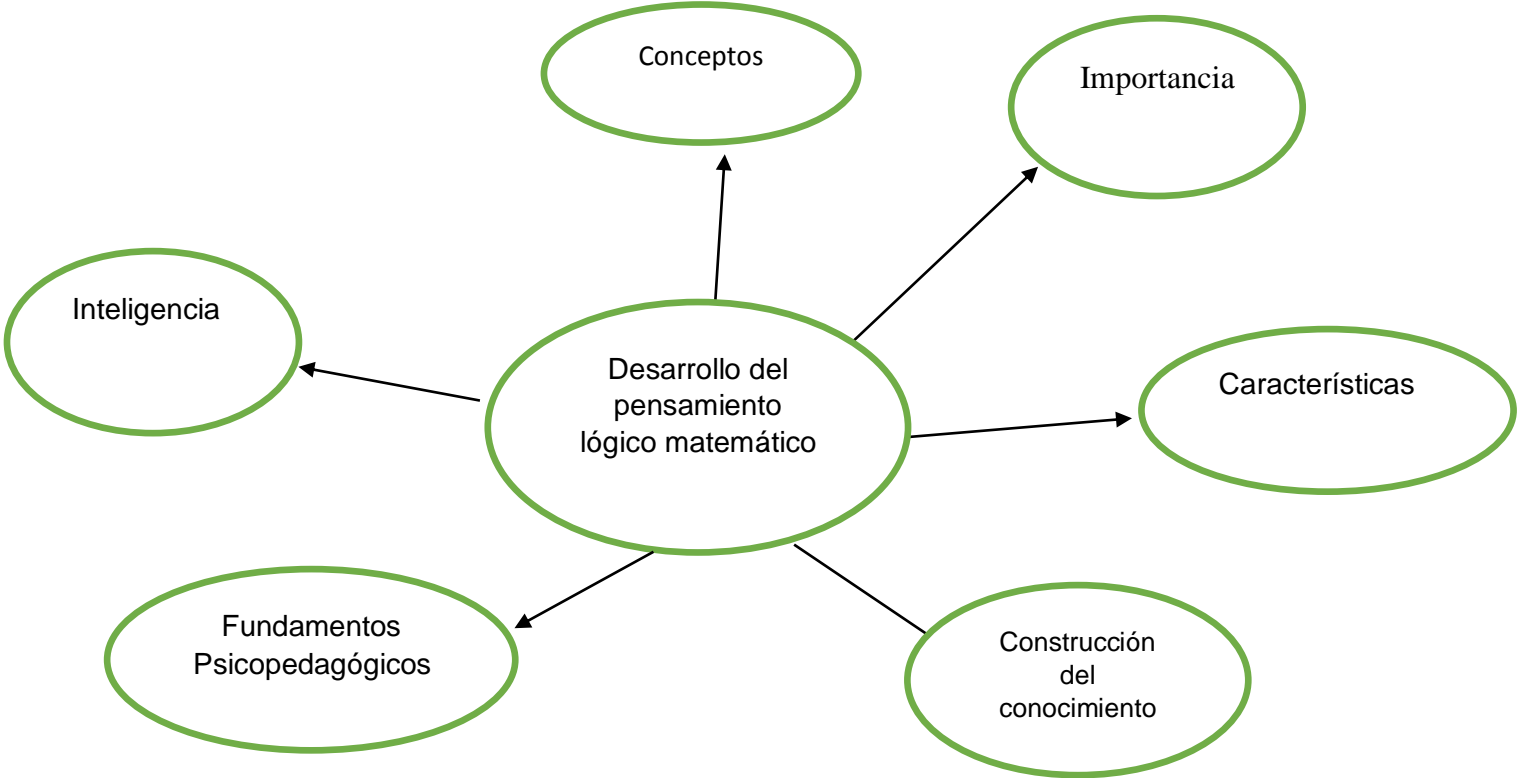 Conceptos
Importancia
Inteligencia
Desarrollo del
pensamiento
lógico matemático
Características
Fundamentos
Psicopedagógicos
Construcción
del
conocimiento